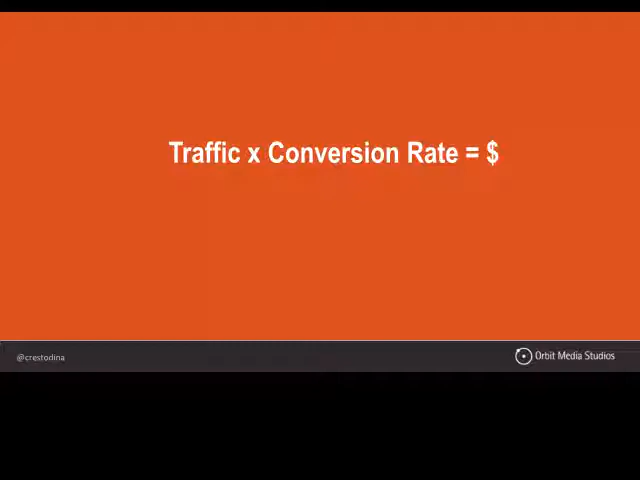 Traffic x Conversion Rate = $
@crestodina
Orbit Media Studios